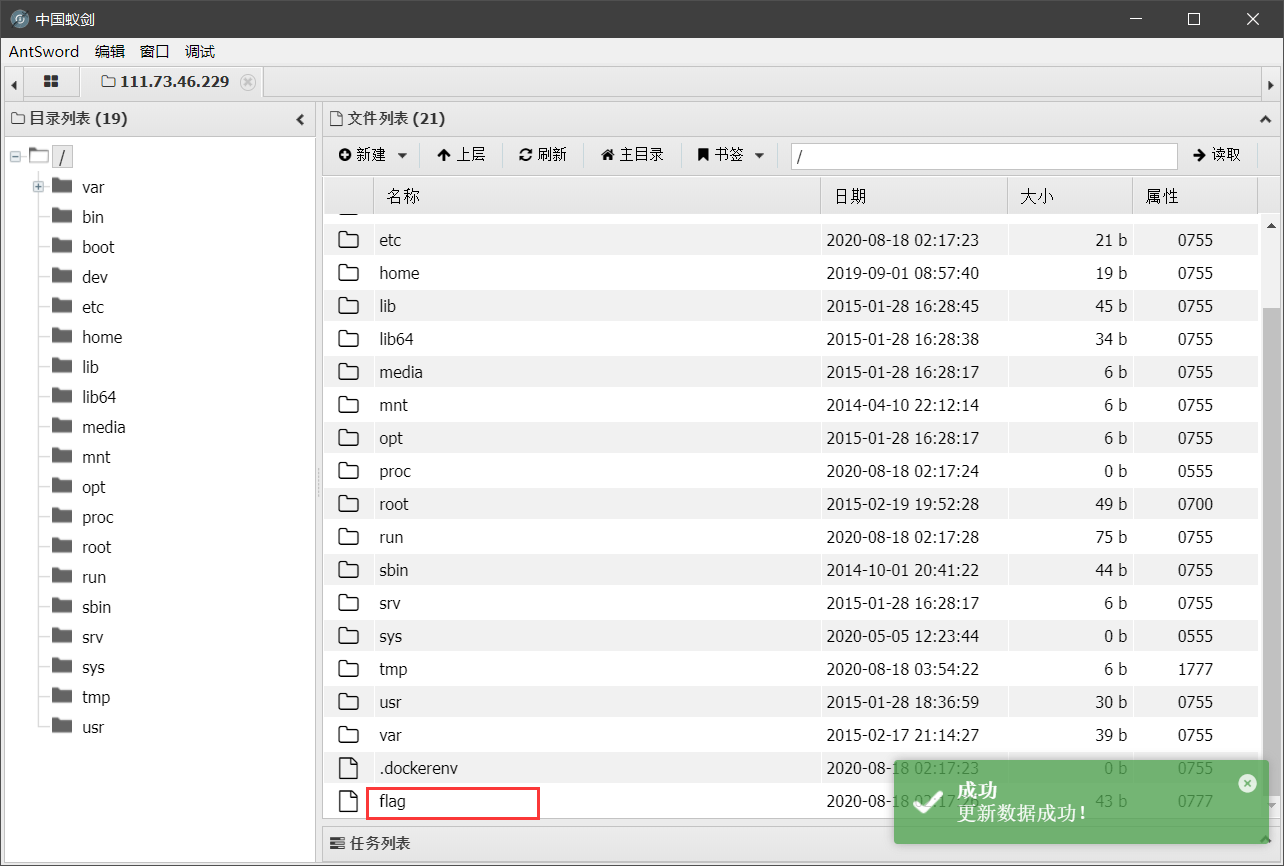 中国蚁剑
AntSword 编辑 窗口 调试
111.73.46.229
目录列表 (19)
/
var
bin
boot
dev
etc
home
lib
lib64
media
mnt
opt
proc
root
run
sbin
srv
sys
tmp
usr
文件列表 (21)
新建 上层 刷新 主目录 书签 / 读取
名称 日期 大小 属性
etc 2020-08-18 02:17:23 21 b 0755
home 2019-09-01 08:57:40 19 b 0755
lib 2015-01-28 16:28:45 45 b 0755
lib64 2015-01-28 16:28:38 34 b 0755
media 2015-01-28 16:28:17 6 b 0755
mnt 2014-04-10 22:12:14 6 b 0755
opt 2015-01-28 16:28:17 6 b 0755
proc 2020-08-18 02:17:24 0 b 0555
root 2015-02-19 19:52:28 49 b 0700
run 2020-08-18 02:17:28 75 b 0755
sbin 2014-10-01 20:41:22 44 b 0755
srv 2015-01-28 16:28:17 6 b 0755
sys 2020-05-05 12:23:44 0 b 0555
tmp 2020-08-18 03:54:22 6 b 1777
usr 2015-01-28 18:36:59 30 b 0755
var 2015-02-17 21:14:27 39 b 0755
.dockerenv 2020-08-18 02:17:23 0 b 0755
flag 2020-08-18 43 b 0777
成功
更新数据成功！
任务列表